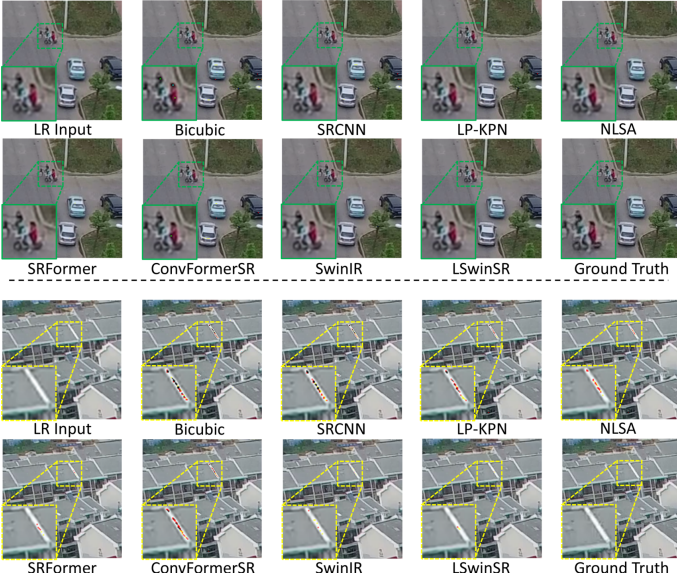 LR Input Bicubic SRCNN LP-KPN NLSA
SRFormer ConvFormerSR SwinIR LSwinSR Ground Truth
LR Input Bicubic SRCNN LP-KPN NLSA
SRFormer ConvFormerSR SwinIR LSwinSR Ground Truth